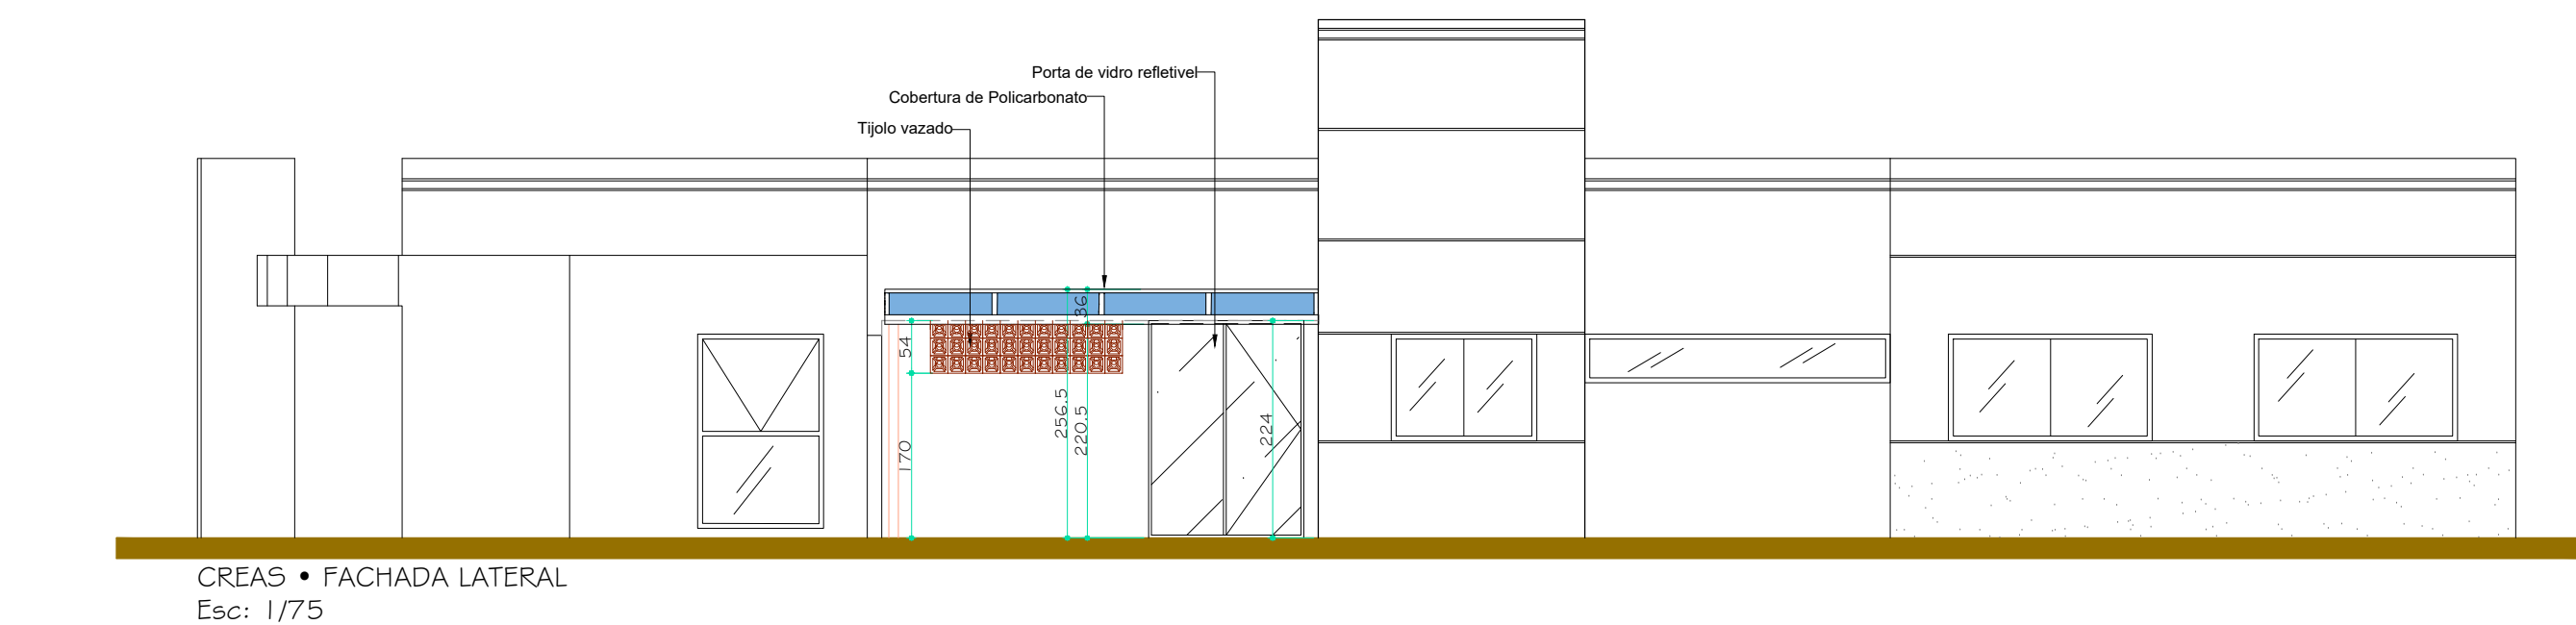 Porta de vidro refletivel
Cobertura de Policarbonato
Tijolo vazado
36
54
256.5
220.5
224
170
CREAS • FACHADA LATERAL
Esc: 1/75